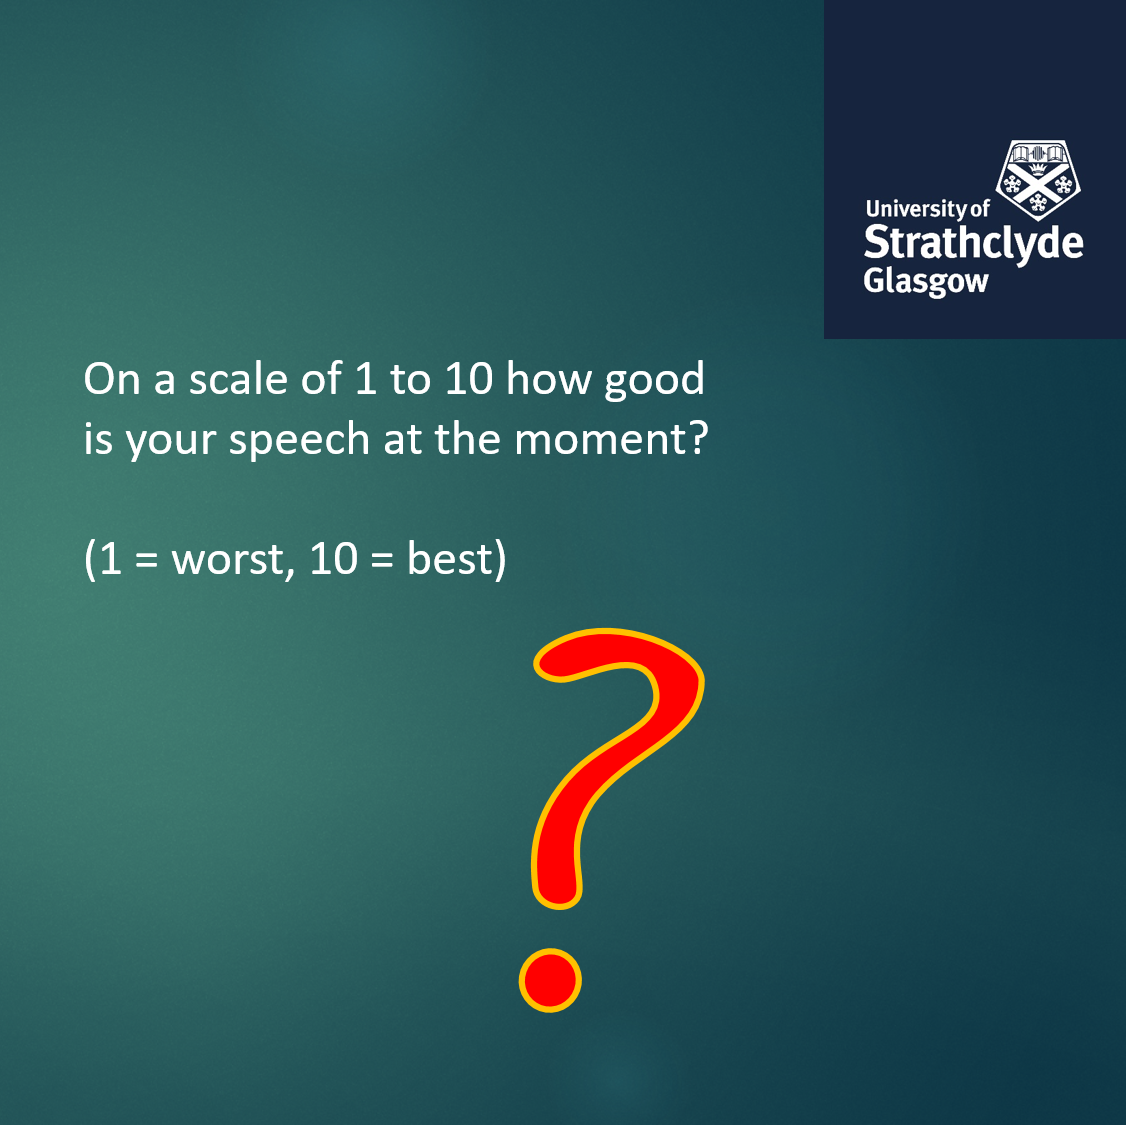 University of
Strathclyde
Glasgow
On a scale of 1 to 10 how good
is your speech at the moment?
(1 = worst, 10 = best)
?